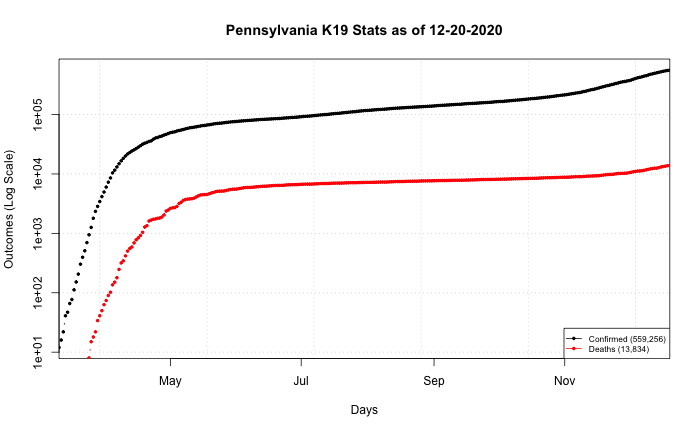 Pennsylvania K19 Stats as of 12-20-2020
Outcomes (Log Scale)
1e+05
1e+04
1e+03
1e+02
1e+01
Confirmed (559,256)
Deaths (13,834)
May
Jul
Sep
Nov
Days